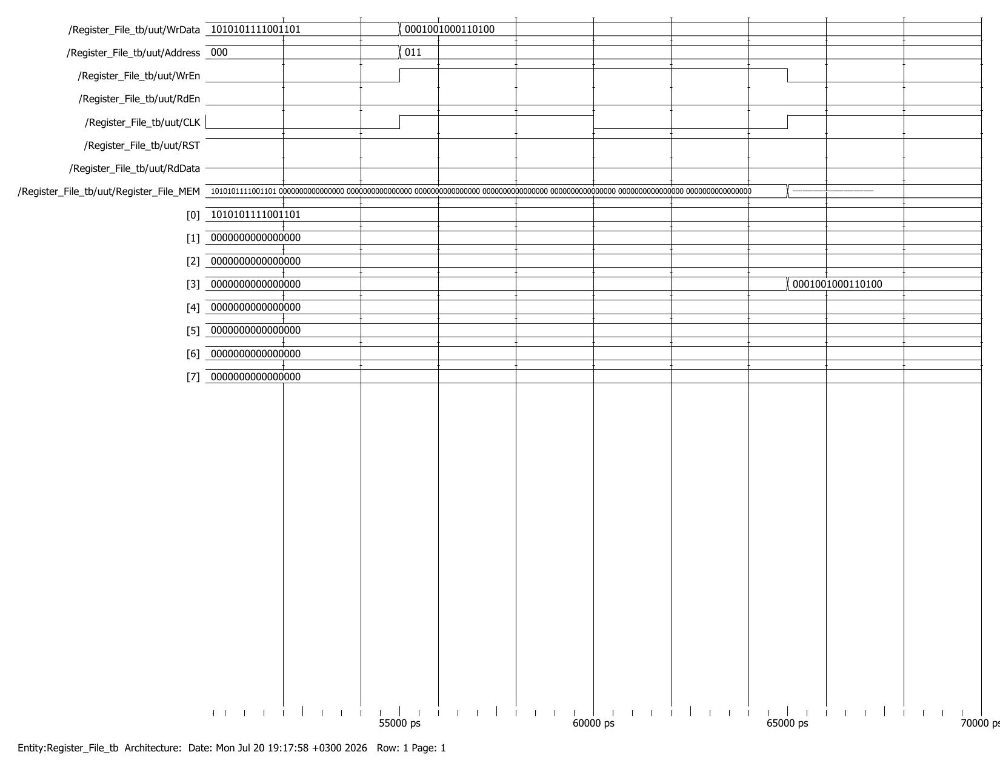 /Register_File_tb/uut/WrData 1010101111001101 0001001000110100
/Register_File_tb/uut/Address 000 011
/Register_File_tb/uut/WrEn
/Register_File_tb/uut/RdEn
/Register_File_tb/uut/CLK
/Register_File_tb/uut/RST
/Register_File_tb/uut/RdData
/Register_File_tb/uut/Register_File_MEM 1010101111001101 0000000000000000 0000000000000000 0000000000000000 0000000000000000 0000000000000000 0000000000000000 0000000000000000
[0] 1010101111001101
[1] 0000000000000000
[2] 0000000000000000
[3] 0000000000000000 0001001000110100
[4] 0000000000000000
[5] 0000000000000000
[6] 0000000000000000
[7] 0000000000000000
55000 ps 60000 ps 65000 ps 70000 ps
Entity:Register_File_tb Architecture: Date: Mon Jul 20 19:17:58 +0300 2026 Row: 1 Page: 1